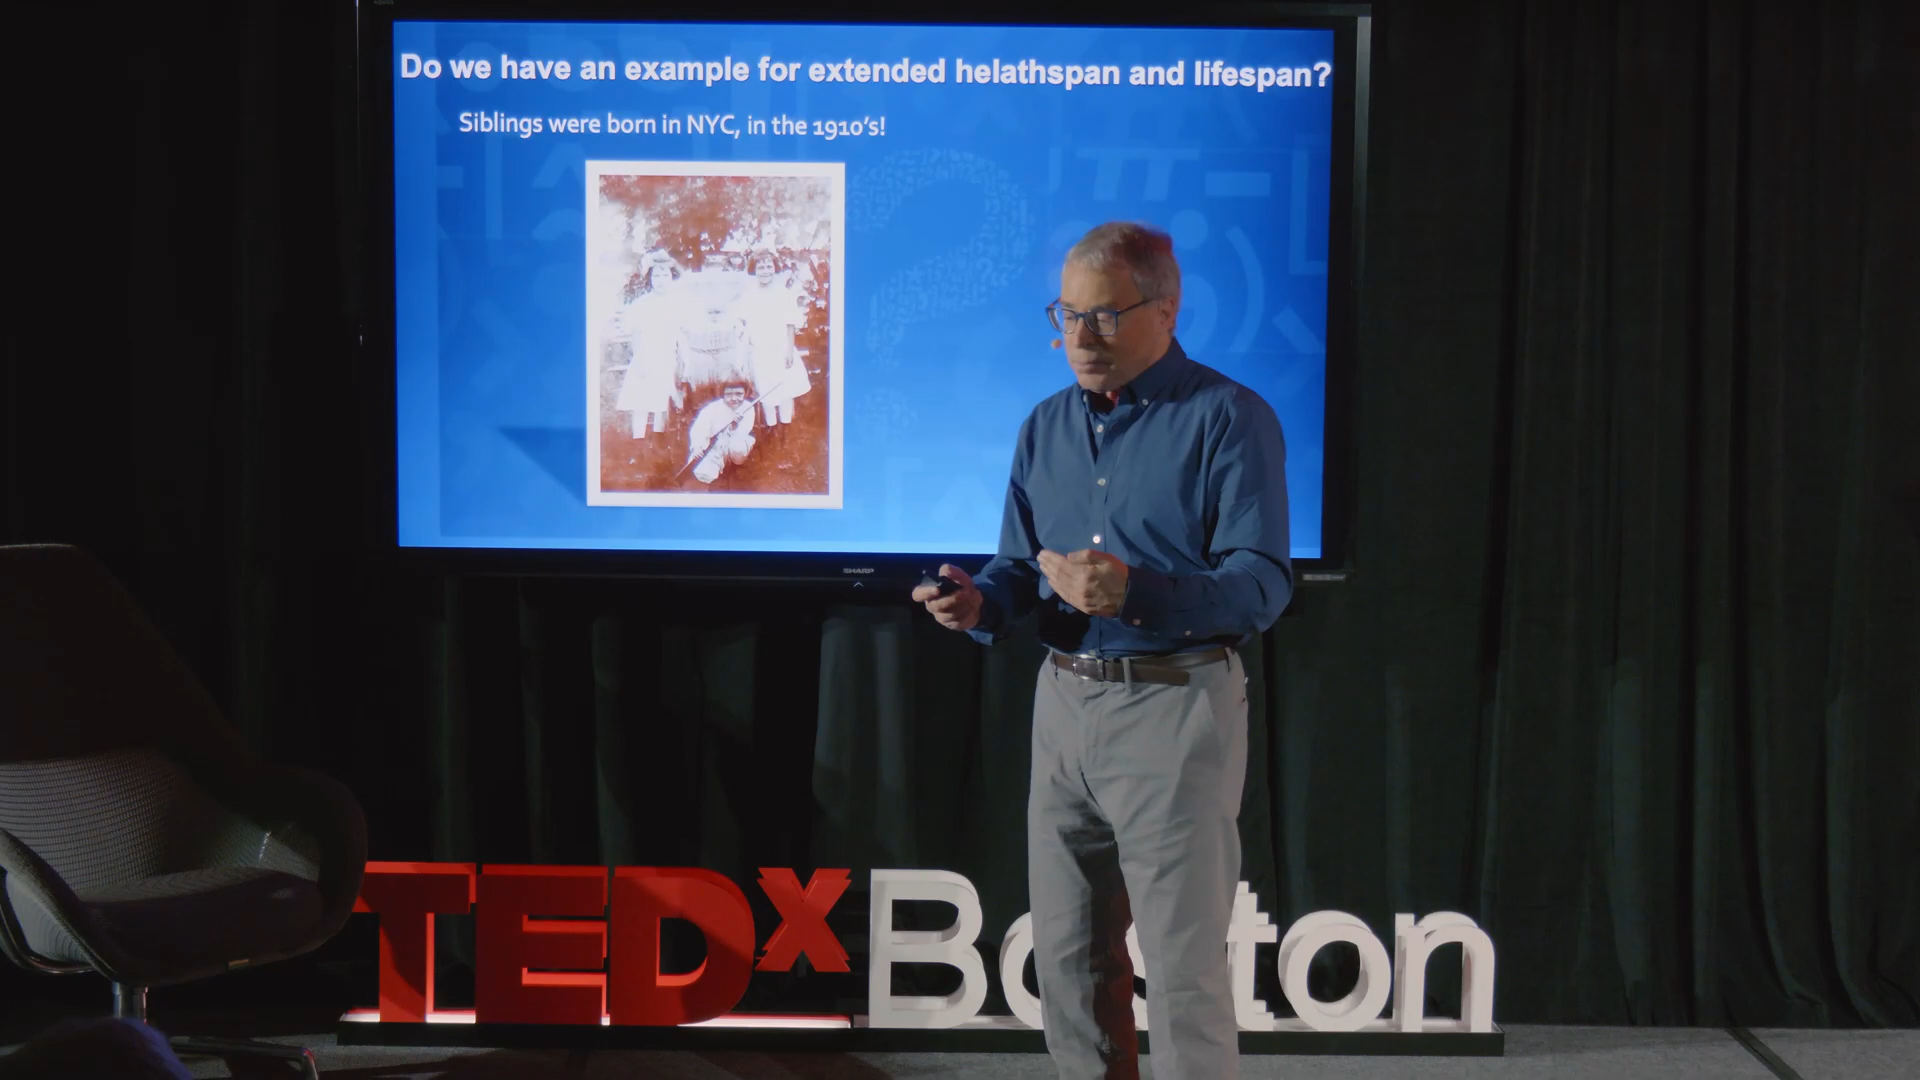 Do we have an example for extended helathspan and lifespan?
Siblings were born in NYC, in the 1910's!
SHARP
TEDxBoston